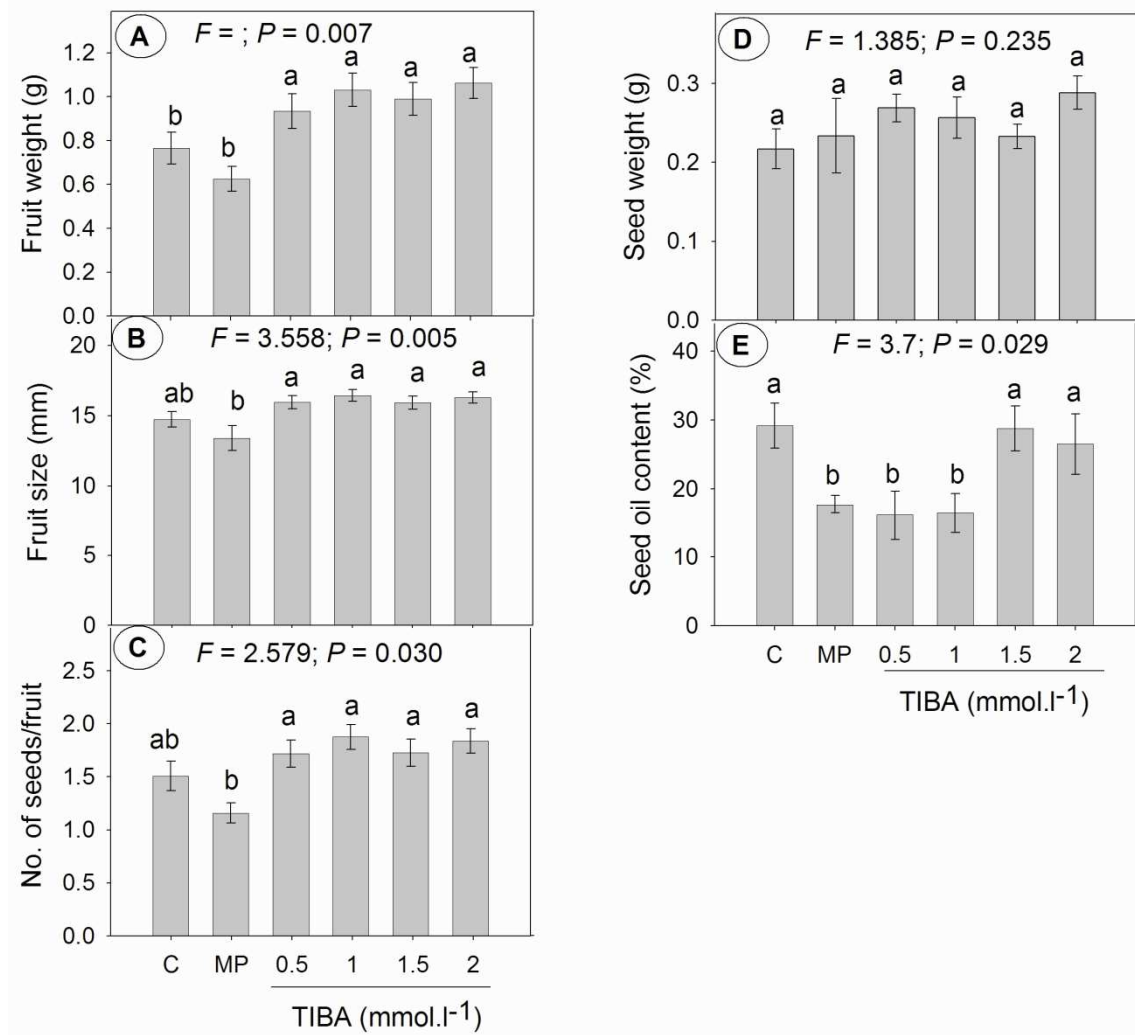 A
F = ; P = 0.007
Fruit weight (g)
1.2
1.0
0.8
0.6
0.4
0.2
0.0
b
b
a
a
a
a
B
F = 3.558; P = 0.005
Fruit size (mm)
20
15
10
5
0
ab
b
a
a
a
a
C
F = 2.579; P = 0.030
No. of seeds/fruit
2.5
2.0
1.5
1.0
0.5
0.0
ab
b
a
a
a
a
C MP 0.5 1 1.5 2
TIBA (mmol.l-1)
D
F = 1.385; P = 0.235
Seed weight (g)
0.3
0.2
0.1
0.0
a
a
a
a
a
a
E
F = 3.7; P = 0.029
Seed oil content (%)
40
30
20
10
0
a
b
b
b
a
a
C MP 0.5 1 1.5 2
TIBA (mmol.l-1)